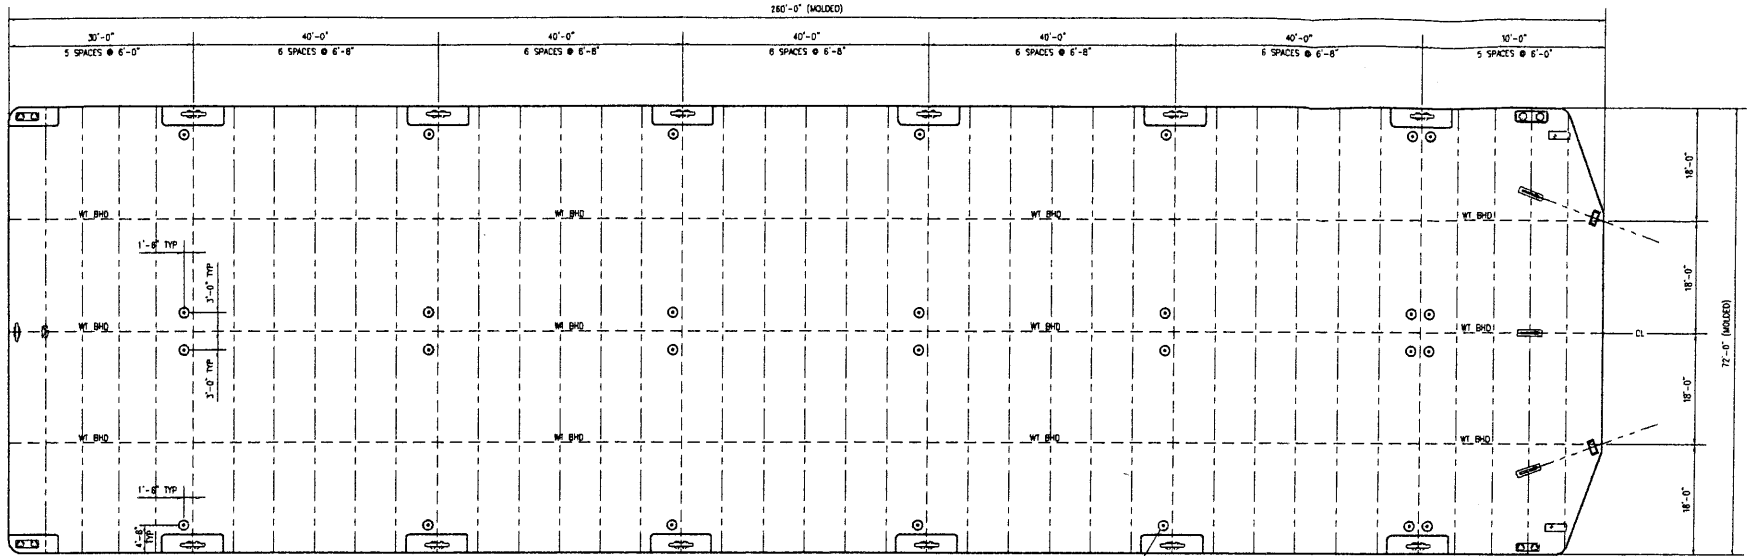 260'-0" (MOLDED)
30'-0" 40'-0" 40'-0" 40'-0" 40'-0" 40'-0" 10'-0"
5 SPACES @ 6'-0" 6 SPACES @ 6'-8" 6 SPACES @ 6'-8" 6 SPACES @ 6'-8" 6 SPACES @ 6'-8" 6 SPACES @ 6'-8" 5 SPACES @ 6'-0"
18'-0"
WT BHD WT BHD WT BHD WT BHD
1'-6" TYP
3'-0" TYP
18'-0"
WT BHD WT BHD WT BHD WT BHD
CL
72'-0" (MOLDED)
3'-0" TYP
18'-0"
WT BHD WT BHD WT BHD WT BHD
1'-6" TYP
4'-6"
TYP
18'-0"